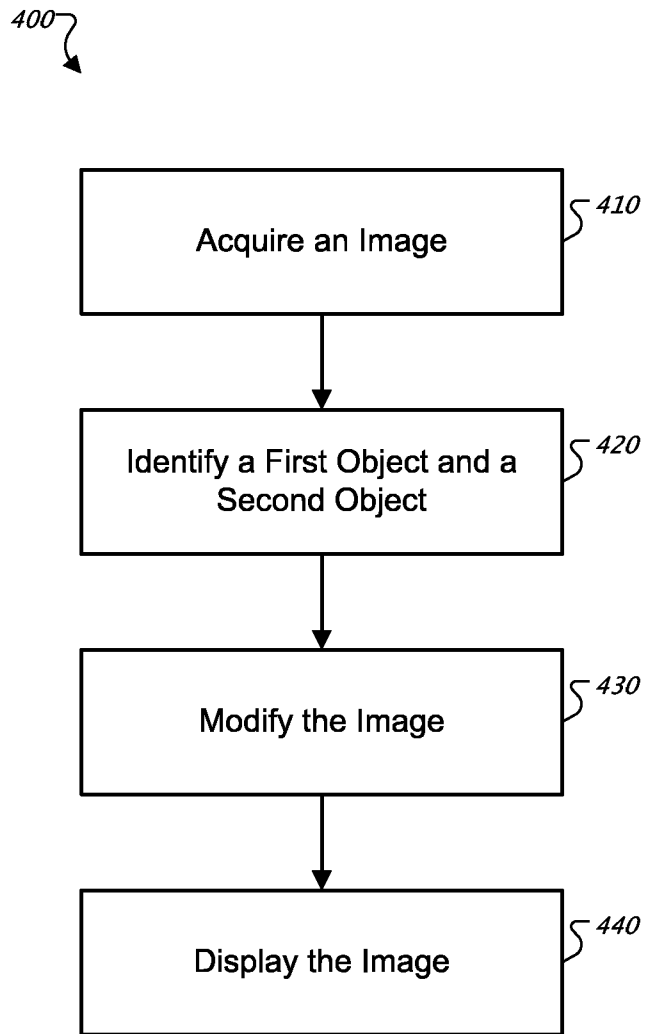 400
Acquire an Image
410
Identify a First Object and a
Second Object
420
Modify the Image
430
Display the Image
440